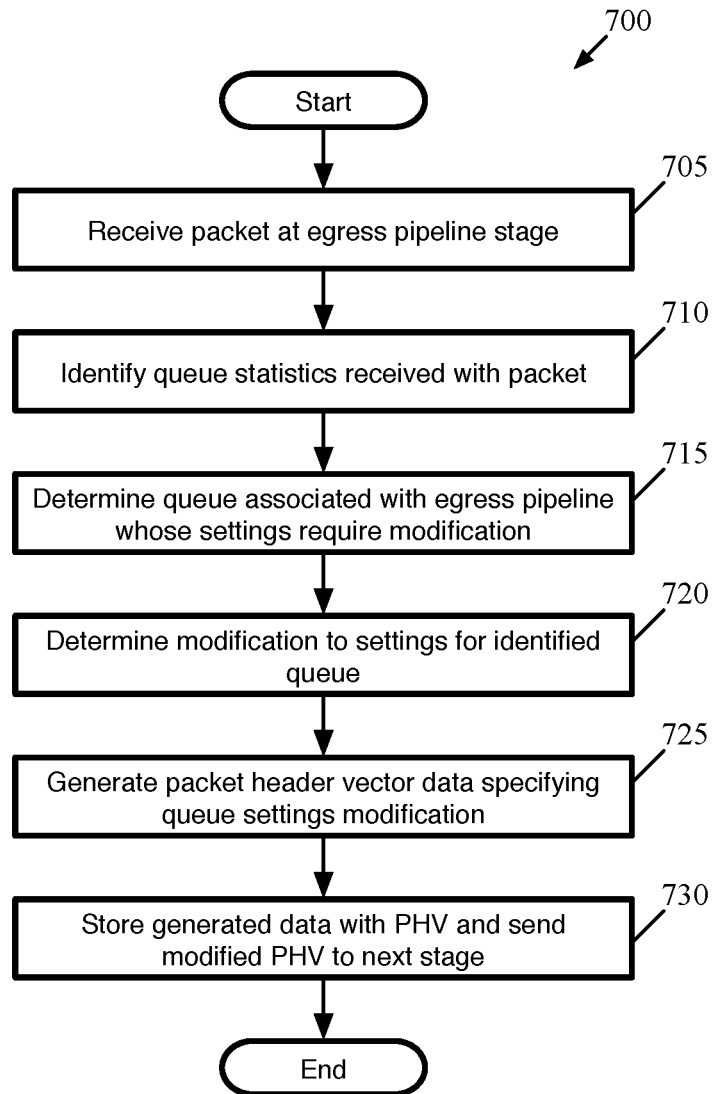 700
Start
705
Receive packet at egress pipeline stage
710
Identify queue statistics received with packet
715
Determine queue associated with egress pipeline
whose settings require modification
720
Determine modification to settings for identified
queue
725
Generate packet header vector data specifying
queue settings modification
730
Store generated data with PHV and send
modified PHV to next stage
End